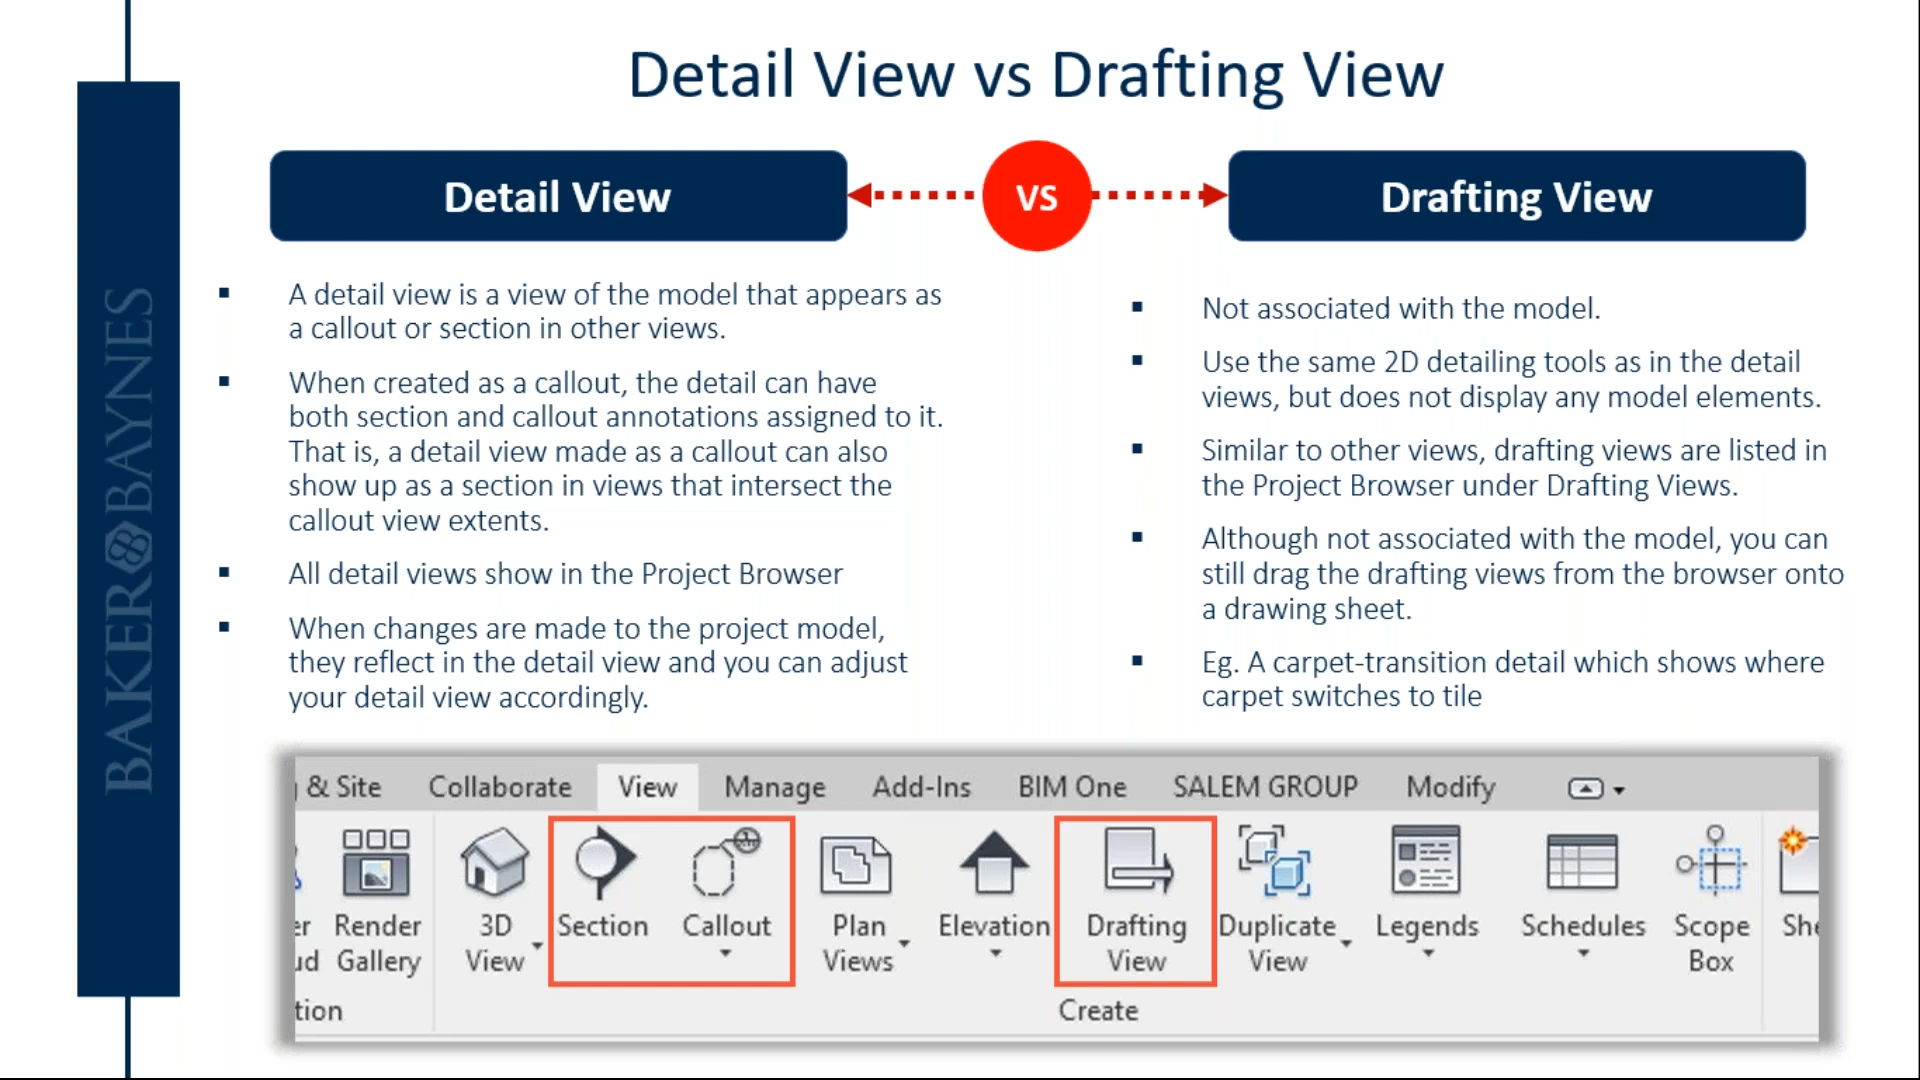 Detail View vs Drafting View
BAKER BAYNES
Detail View
VS
Drafting View
▪ A detail view is a view of the model that appears as
a callout or section in other views.
▪ When created as a callout, the detail can have
both section and callout annotations assigned to it.
That is, a detail view made as a callout can also
show up as a section in views that intersect the
callout view extents.
▪ All detail views show in the Project Browser
▪ When changes are made to the project model,
they reflect in the detail view and you can adjust
your detail view accordingly.
▪ Not associated with the model.
▪ Use the same 2D detailing tools as in the detail
views, but does not display any model elements.
▪ Similar to other views, drafting views are listed in
the Project Browser under Drafting Views.
▪ Although not associated with the model, you can
still drag the drafting views from the browser onto
a drawing sheet.
▪ Eg. A carpet-transition detail which shows where
carpet switches to tile
& Site Collaborate View Manage Add-Ins BIM One SALEM GROUP Modify
er
ud
Render
Gallery
3D
View
Section
Callout
Plan
Views
Elevation
Drafting
View
Duplicate
View
Legends
Schedules
Scope
Box
She
tion
Create